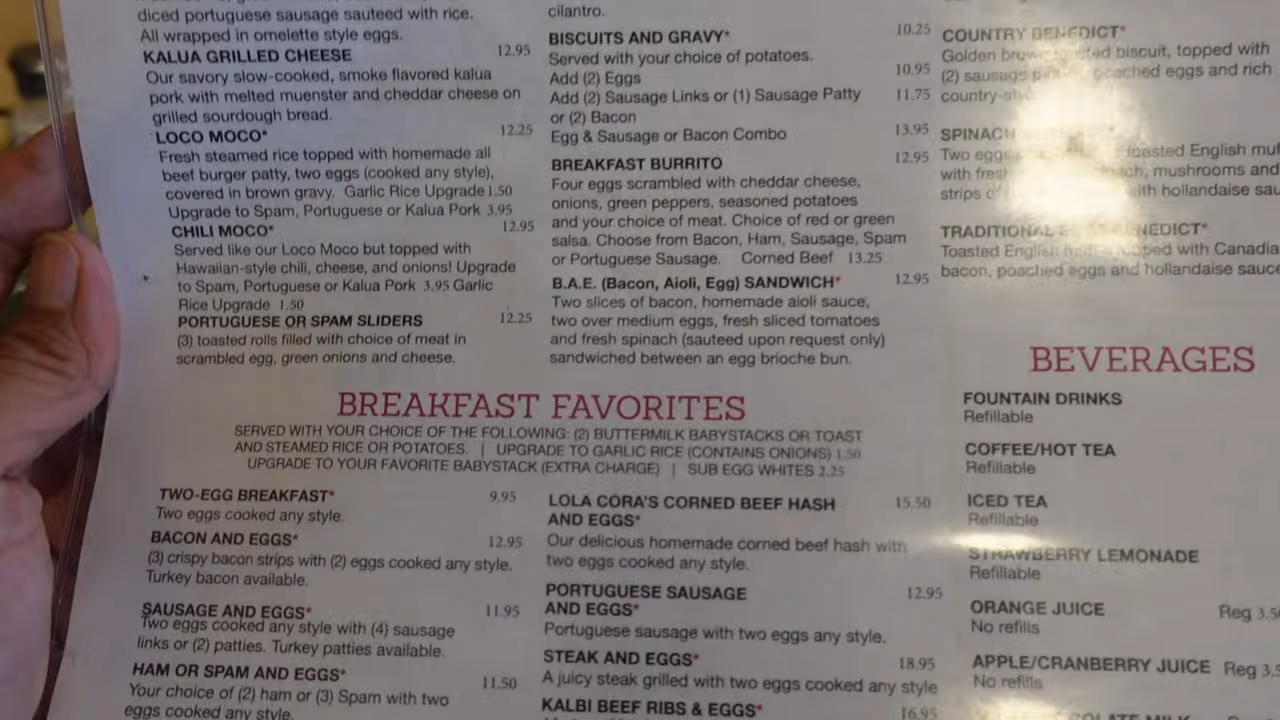 diced portuguese sausage sauteed with rice.
All wrapped in omelette style eggs.
KALUA GRILLED CHEESE 12.95
Our savory slow-cooked, smoke flavored kalua
pork with melted muenster and cheddar cheese on
grilled sourdough bread.
LOCO MOCO* 12.25
Fresh steamed rice topped with homemade all
beef burger patty, two eggs (cooked any style),
covered in brown gravy. Garlic Rice Upgrade 1.50
Upgrade to Spam, Portuguese or Kalua Pork 3.95
CHILI MOCO* 12.95
Served like our Loco Moco but topped with
Hawaiian-style chili, cheese, and onions! Upgrade
to Spam, Portuguese or Kalua Pork 3.95 Garlic
Rice Upgrade 1.50
PORTUGUESE OR SPAM SLIDERS 12.25
(3) toasted rolls filled with choice of meat in
scrambled egg, green onions and cheese.
cilantro.
BISCUITS AND GRAVY* 10.25
Served with your choice of potatoes.
Add (2) Eggs 10.95
Add (2) Sausage Links or (1) Sausage Patty 11.75
or (2) Bacon
Egg & Sausage or Bacon Combo 13.95
BREAKFAST BURRITO 12.95
Four eggs scrambled with cheddar cheese,
onions, green peppers, seasoned potatoes
and your choice of meat. Choice of red or green
salsa. Choose from Bacon, Ham, Sausage, Spam
or Portuguese Sausage. Corned Beef 13.25
B.A.E. (Bacon, Aioli, Egg) SANDWICH* 12.95
Two slices of bacon, homemade aioli sauce,
two over medium eggs, fresh sliced tomatoes
and fresh spinach (sauteed upon request only)
sandwiched between an egg brioche bun.
COUNTRY BENEDICT*
Golden brown toasted biscuit, topped with
(2) sausage poached eggs and rich
SPINACH
Two eggs toasted English
with mushrooms and
strips with hollandaise
TRADITIONAL BENEDICT*
Toasted English topped with
bacon, poached eggs and hollandaise sauce
BREAKFAST FAVORITES
SERVED WITH YOUR CHOICE OF THE FOLLOWING: (2) BUTTERMILK BABYSTACKS OR TOAST
AND STEAMED RICE OR POTATOES. | UPGRADE TO GARLIC RICE (CONTAINS ONIONS) 1.50
UPGRADE TO YOUR FAVORITE BABYSTACK (EXTRA CHARGE) | SUB EGG WHITES 2.25
TWO-EGG BREAKFAST* 9.95
Two eggs cooked any style.
BACON AND EGGS* 12.95
(3) crispy bacon strips with (2) eggs cooked any style.
Turkey bacon available.
SAUSAGE AND EGGS* 11.95
Two eggs cooked any style with (4) sausage
links or (2) patties. Turkey patties available.
HAM OR SPAM AND EGGS* 11.50
Your choice of (2) ham or (3) Spam with two
eggs cooked any style.
LOLA CORA'S CORNED BEEF HASH 15.50
AND EGGS*
Our delicious homemade corned beef hash with
two eggs cooked any style.
PORTUGUESE SAUSAGE 12.95
AND EGGS*
Portuguese sausage with two eggs any style.
STEAK AND EGGS* 18.95
A juicy steak grilled with two eggs cooked any style
KALBI BEEF RIBS & EGGS* 16.95
BEVERAGES
FOUNTAIN DRINKS
Refillable
COFFEE/HOT TEA
Refillable
ICED TEA
Refillable
STRAWBERRY LEMONADE
Refillable
ORANGE JUICE Reg
No refills
APPLE/CRANBERRY JUICE Reg
No refills